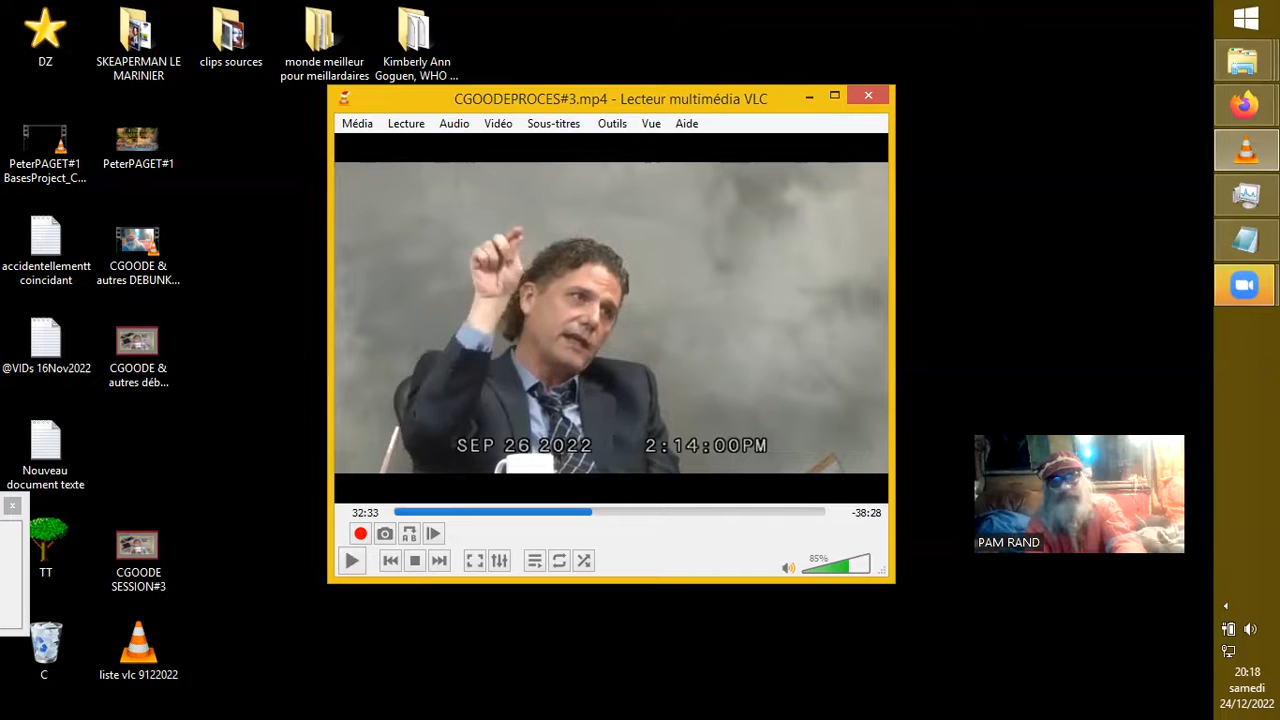 DZ
SKEAPERMAN LE
MARINIER
clips sources
monde meilleur
pour meillardaires
Kimberly Ann
Goguen, WHO ...
PeterPAGET#1
BasesProject_C...
PeterPAGET#1
accidentellementt
coincidant
CGOODE &
autres DEBUNK...
@VIDs 16Nov2022
CGOODE &
autres déb...
Nouveau
document texte
x
TT
CGOODE
SESSION#3
C
liste vlc 9122022
CGOODEPROCES#3.mp4 - Lecteur multimédia VLC
Média Lecture Audio Vidéo Sous-titres Outils Vue Aide
SEP 26 2022 2:14:00PM
32:33
-38:28
A B
85%
PAM RAND
20:18
samedi
24/12/2022